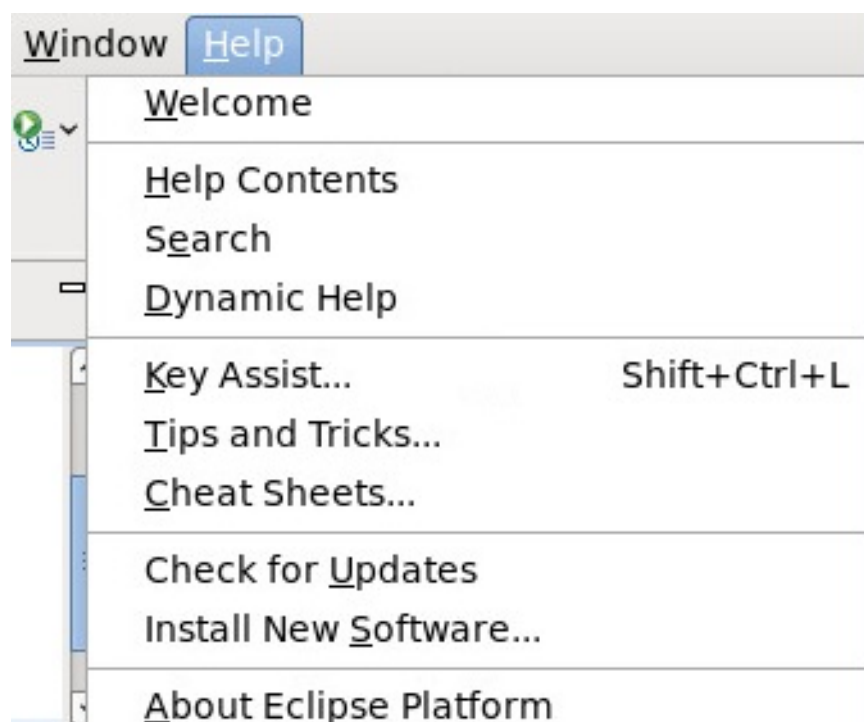 Window Help
Welcome
Help Contents
Search
Dynamic Help
Key Assist... Shift+Ctrl+L
Tips and Tricks...
Cheat Sheets...
Check for Updates
Install New Software...
About Eclipse Platform